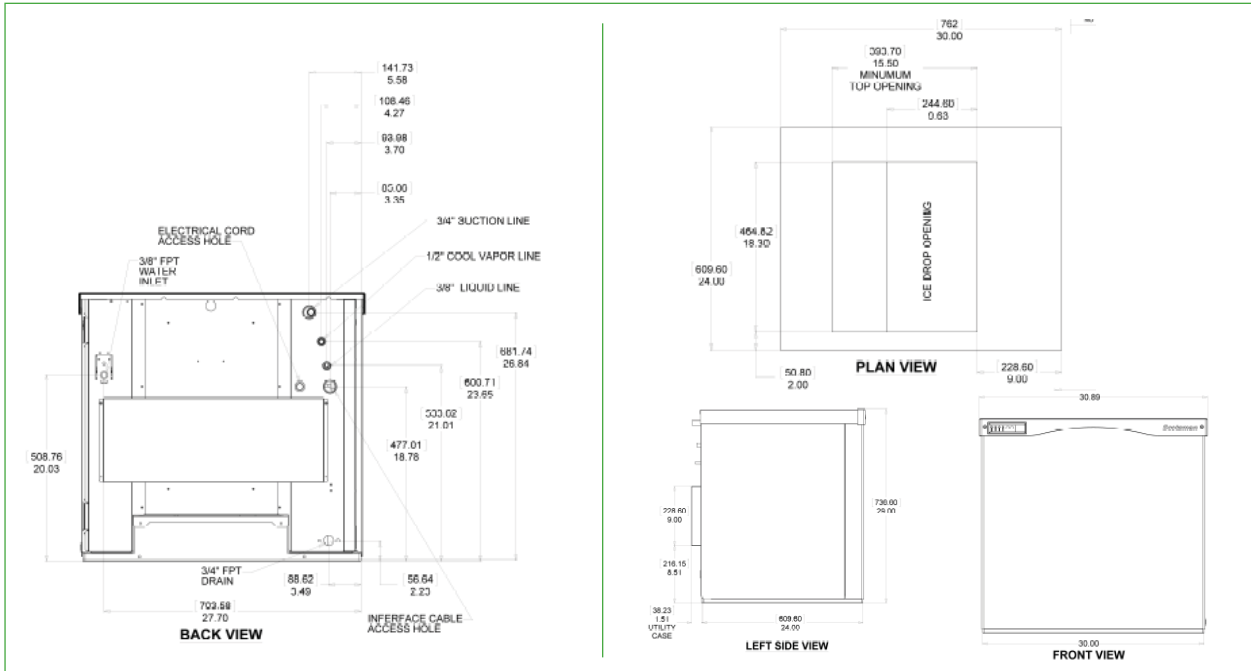 141.73
5.58
108.46
4.27
93.98
3.70
85.00
3.35
3/4" SUCTION LINE
ELECTRICAL CORD
ACCESS HOLE
1/2" COOL VAPOR LINE
3/8" FPT
WATER
INLET
3/8" LIQUID LINE
681.74
26.84
600.71
23.65
533.62
21.01
477.01
18.78
508.76
20.03
3/4" FPT
DRAIN
88.62
3.49
56.64
2.23
703.58
27.70
INFERFACE CABLE
ACCESS HOLE
BACK VIEW
762
30.00
393.70
15.50
MINUMUM
TOP OPENING
244.60
9.63
464.82
18.30
ICE DROP OPENING
609.60
24.00
50.80
2.00
PLAN VIEW
228.60
9.00
736.60
29.00
228.60
9.00
216.15
8.51
38.23
1.51
UTILITY
CASE
609.60
24.00
LEFT SIDE VIEW
30.89
Scotsman
30.00
FRONT VIEW